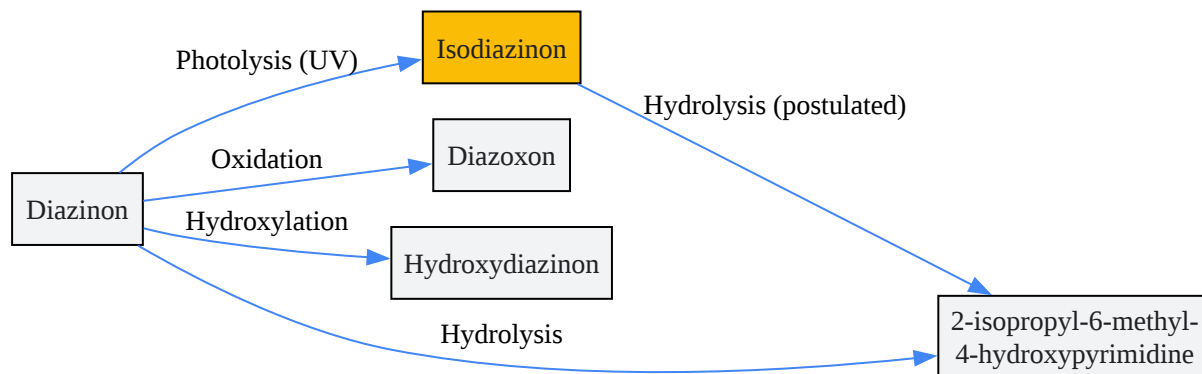 Isodiazinon
Photolysis (UV)
Hydrolysis (postulated)
Diazoxon
Oxidation
Diazinon
Hydroxylation
Hydroxydiazinon
Hydrolysis
2-isopropyl-6-methyl-
4-hydroxypyrimidine